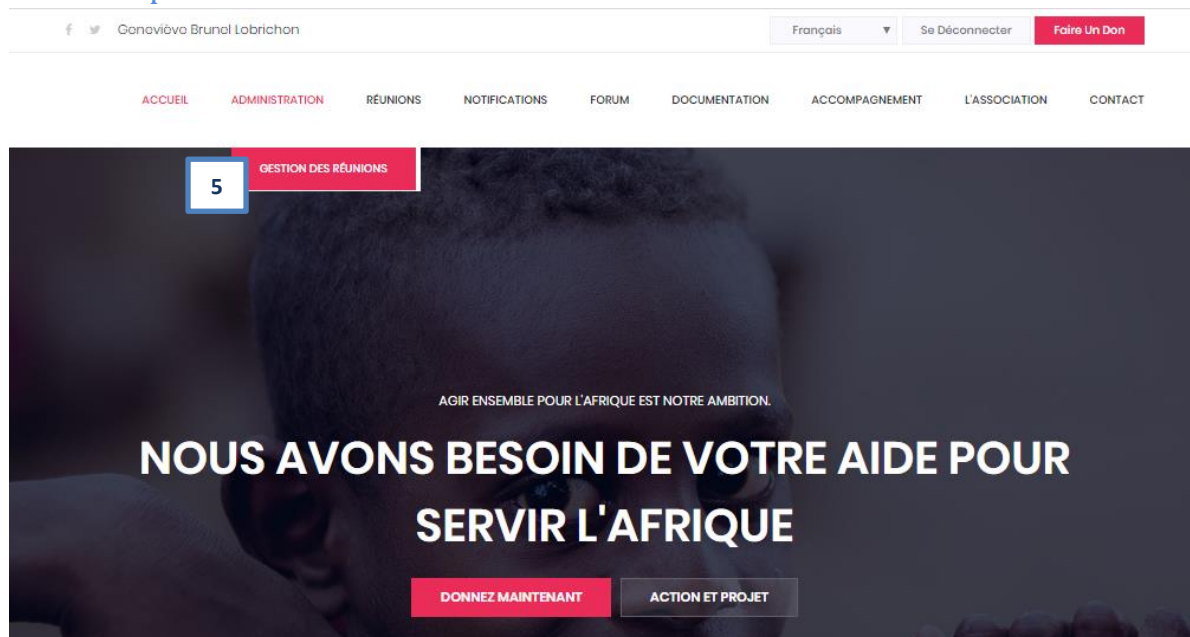 Geneviève Brunel Lobrichon
Français ▼
Se Déconnecter
Faire Un Don
ACCUEIL
ADMINISTRATION
RÉUNIONS
NOTIFICATIONS
FORUM
DOCUMENTATION
ACCOMPAGNEMENT
L'ASSOCIATION
CONTACT
GESTION DES RÉUNIONS
5
AGIR ENSEMBLE POUR L'AFRIQUE EST NOTRE AMBITION.
NOUS AVONS BESOIN DE VOTRE AIDE POUR
SERVIR L'AFRIQUE
DONNEZ MAINTENANT
ACTION ET PROJET